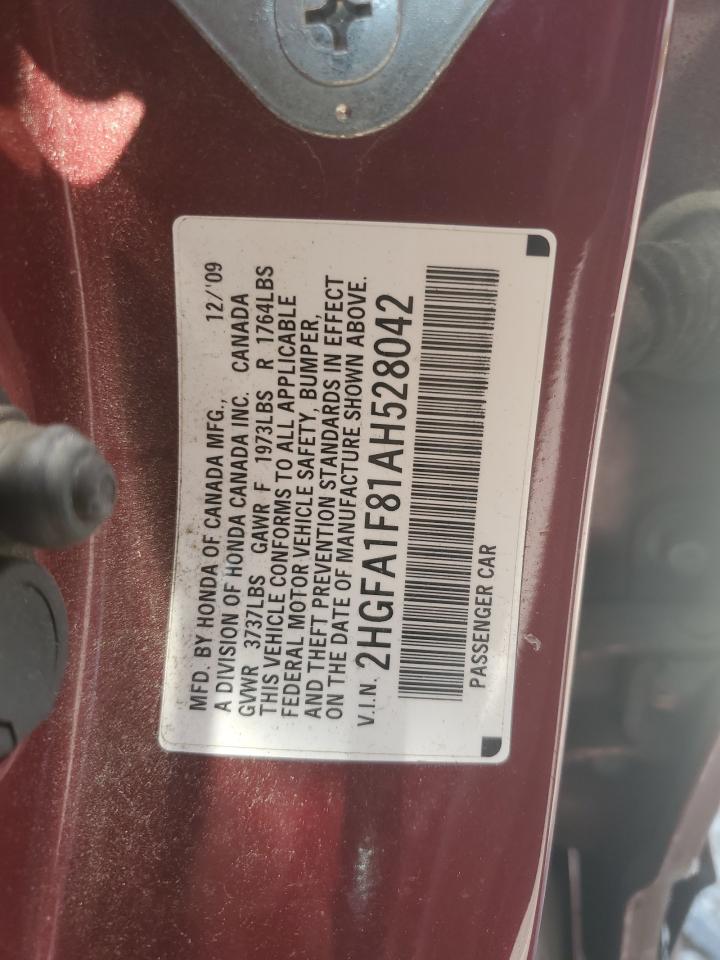 MFD. BY HONDA OF CANADA MFG., 12/'09
A DIVISION OF HONDA CANADA INC. CANADA
GVWR 3737LBS GAWR F 1973LBS R 1764LBS
THIS VEHICLE CONFORMS TO ALL APPLICABLE
FEDERAL MOTOR VEHICLE SAFETY, BUMPER,
AND THEFT PREVENTION STANDARDS IN EFFECT
ON THE DATE OF MANUFACTURE SHOWN ABOVE.
V.I.N. 2HGFA1F81AH528042
PASSENGER CAR